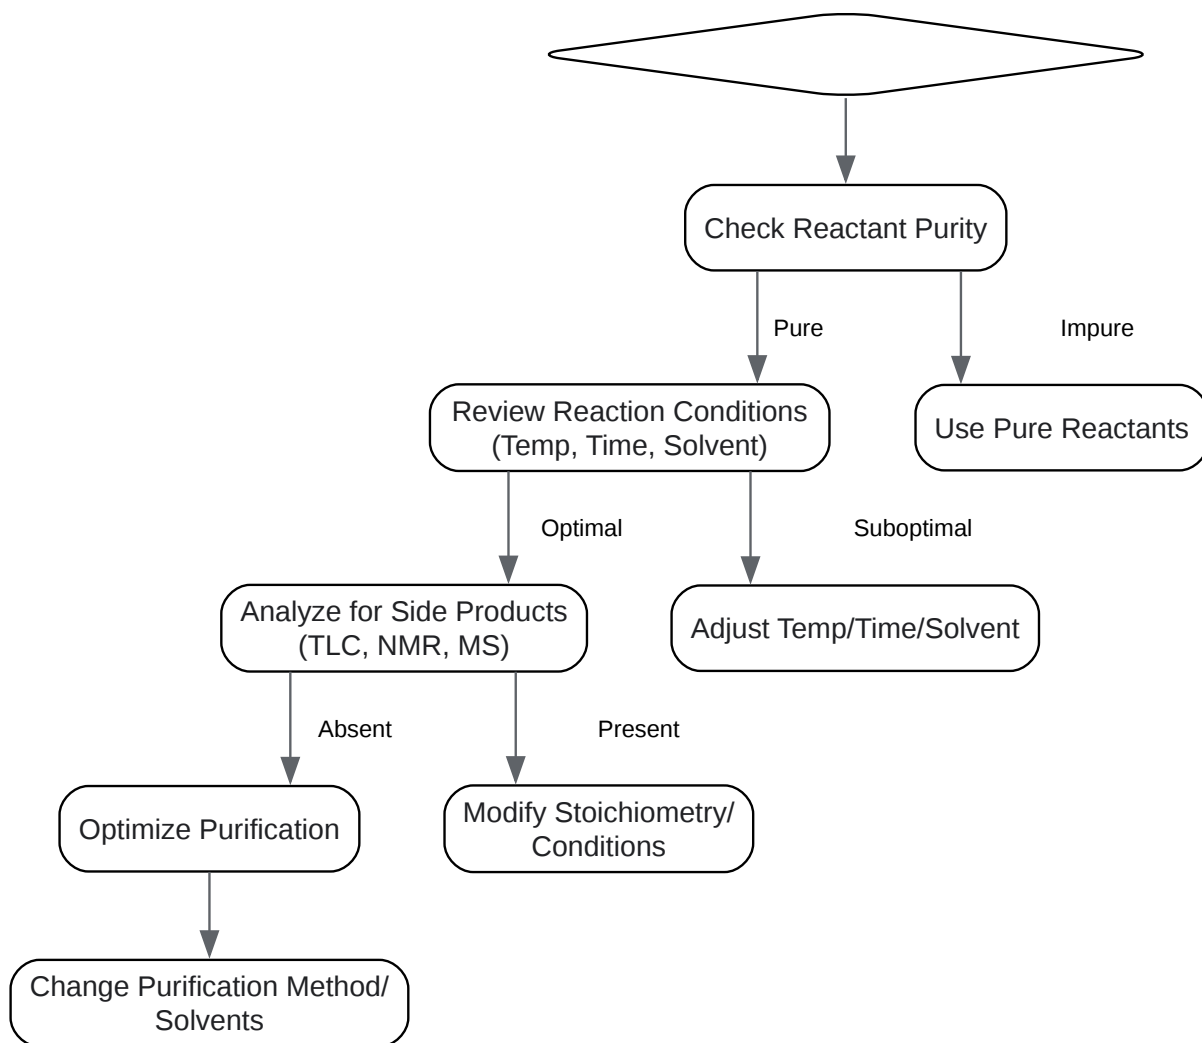 Check Reactant Purity
Pure
Impure
Review Reaction Conditions
(Temp, Time, Solvent)
Use Pure Reactants
Optimal
Suboptimal
Analyze for Side Products
(TLC, NMR, MS)
Adjust Temp/Time/Solvent
Absent
Present
Optimize Purification
Modify Stoichiometry/
Conditions
Change Purification Method/
Solvents